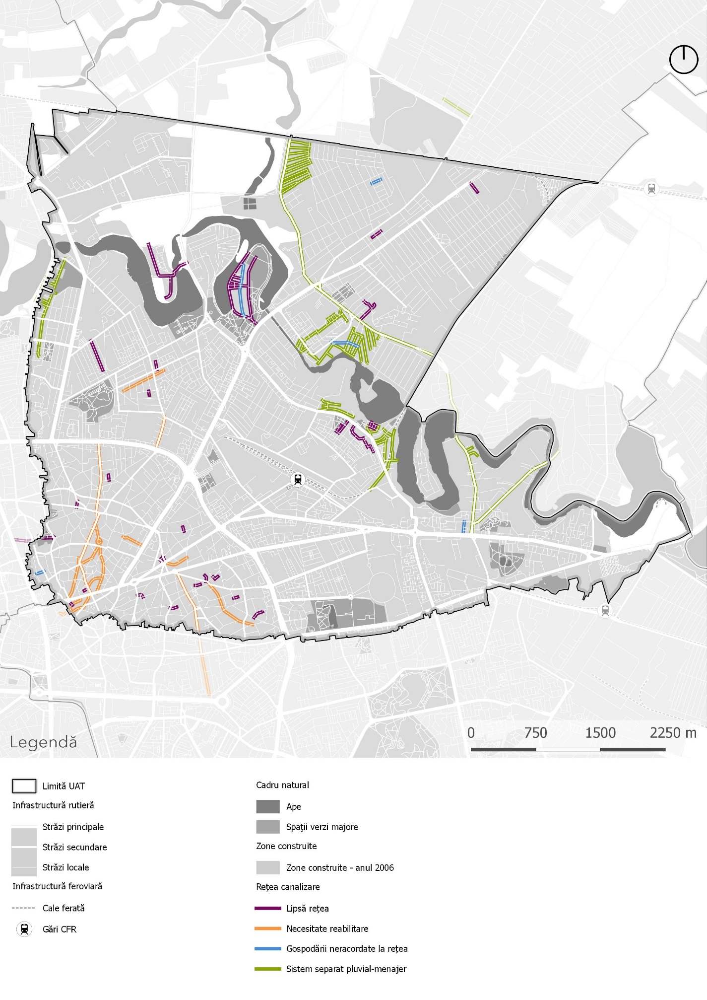 0 750 1500 2250 m
Legendă
Limită UAT
Infrastructură rutieră
Străzi principale
Străzi secundare
Străzi locale
Infrastructură feroviară
Cale ferată
Gări CFR
Cadru natural
Ape
Spații verzi majore
Zone construite
Zone construite - anul 2006
Rețea canalizare
Lipsă rețea
Necesitate reabilitare
Gospodării neracordate la rețea
Sistem separat pluvial-menajer